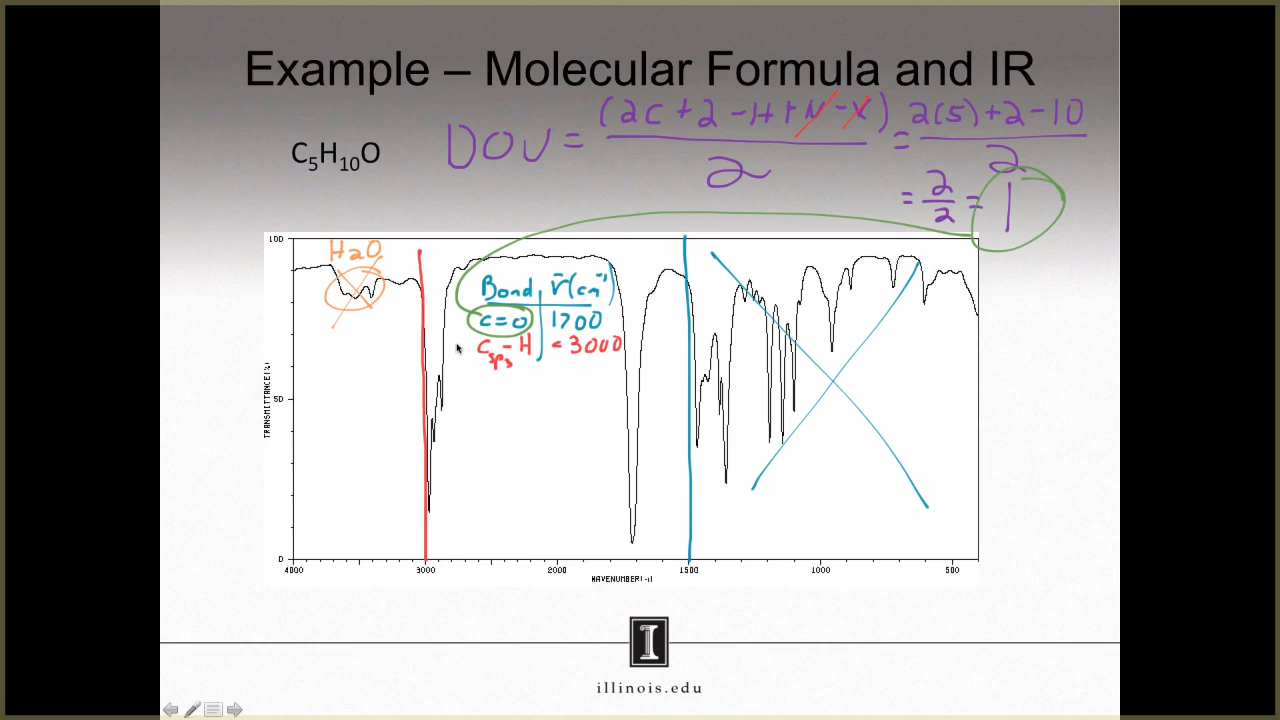 Example – Molecular Formula and IR
C5H10O
DOU = (2C + 2 - H + N - X) / 2 = 2(5) + 2 - 10 / 2
= 2/2 = 1
100
H2O
Bond ṽ(cm-1)
C=O 1700
Csp3-H < 3000
50
0
TRANSMITTANCE(%)
4000 3000 2000 1500 1000 500
WAVENUMBER(-1)
I
illinois.edu